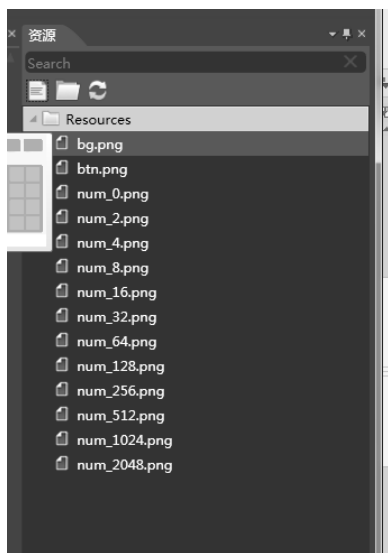 资源
Search
Resources
bg.png
btn.png
num_0.png
num_2.png
num_4.png
num_8.png
num_16.png
num_32.png
num_64.png
num_128.png
num_256.png
num_512.png
num_1024.png
num_2048.png